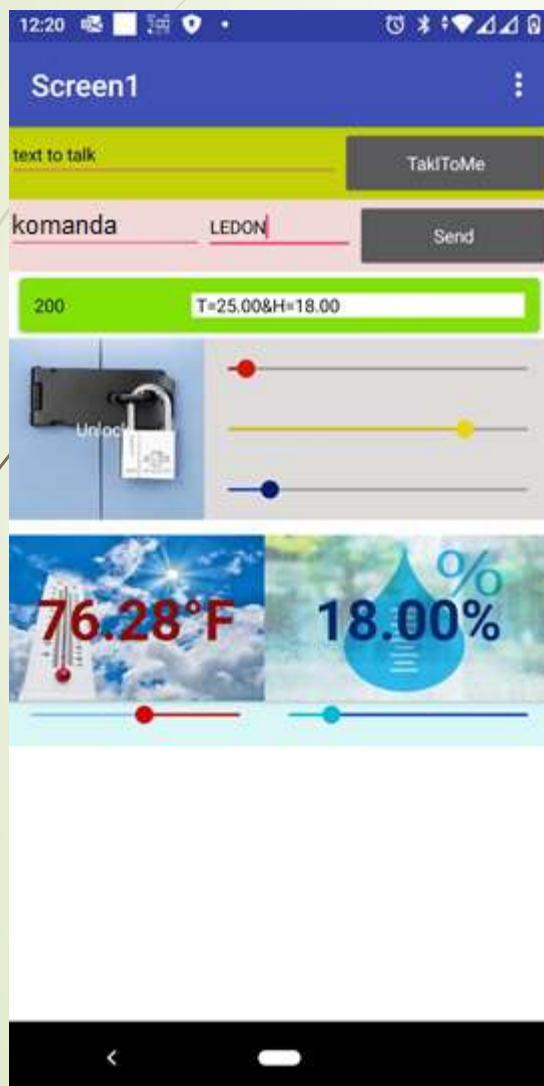 12:20
Screen1
text to talk
TaklToMe
komanda
LEDON
Send
200
T=25.00&H=18.00
Unlock
%
76.28°F
18.00%